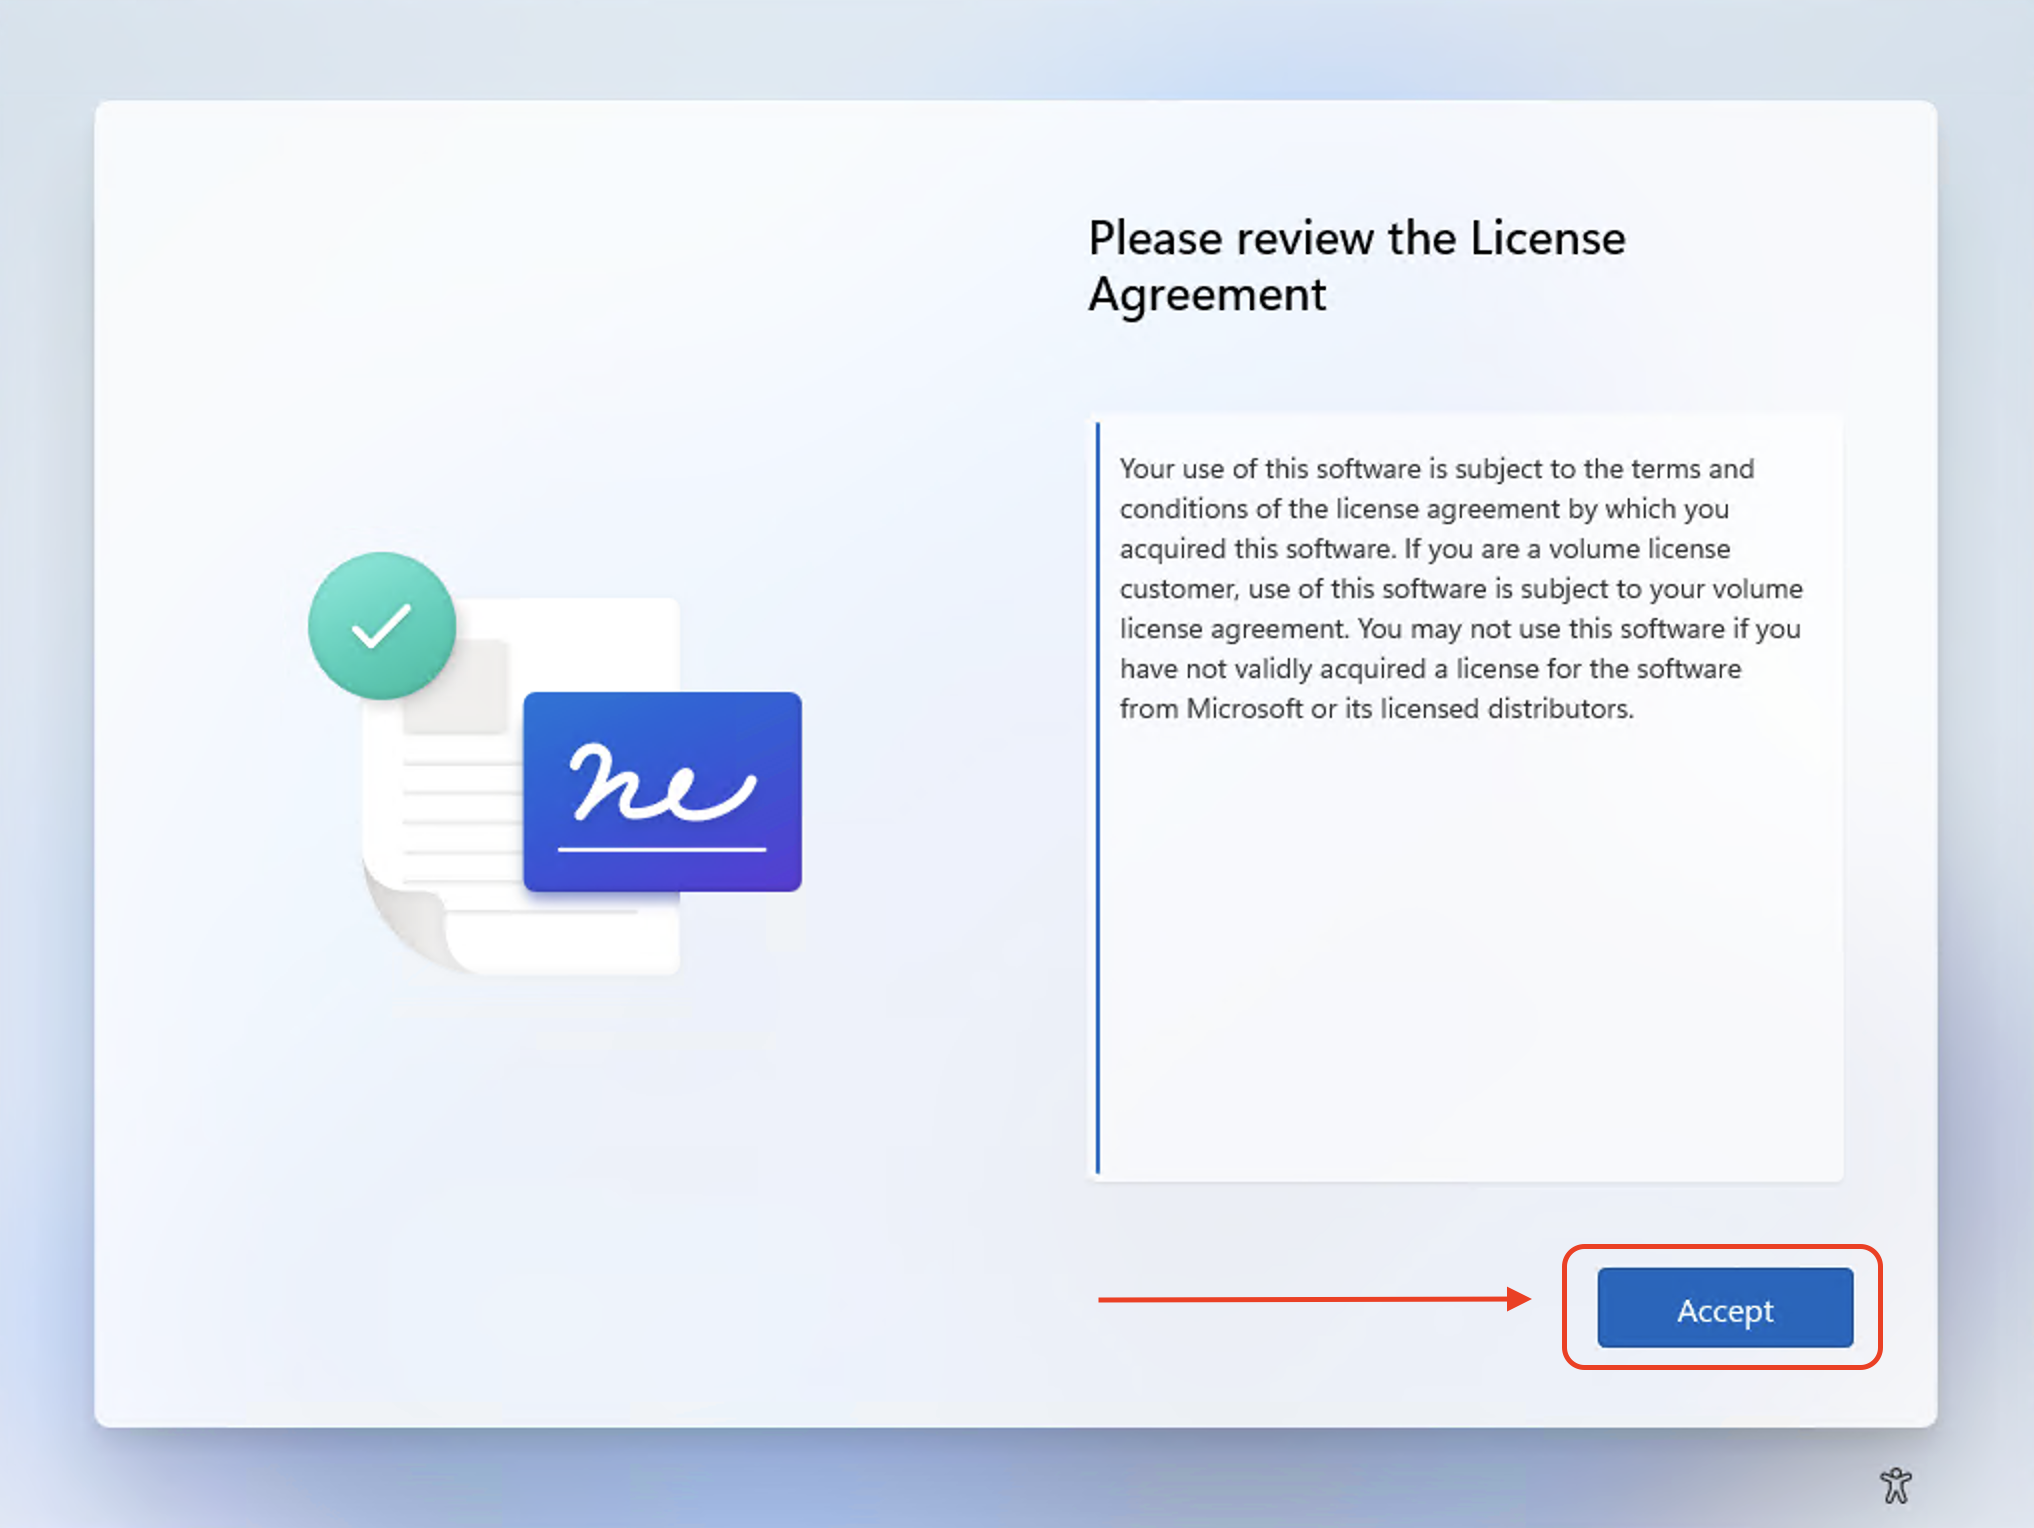 Please review the License
Agreement
Your use of this software is subject to the terms and
conditions of the license agreement by which you
acquired this software. If you are a volume license
customer, use of this software is subject to your volume
license agreement. You may not use this software if you
have not validly acquired a license for the software
from Microsoft or its licensed distributors.
ne
Accept